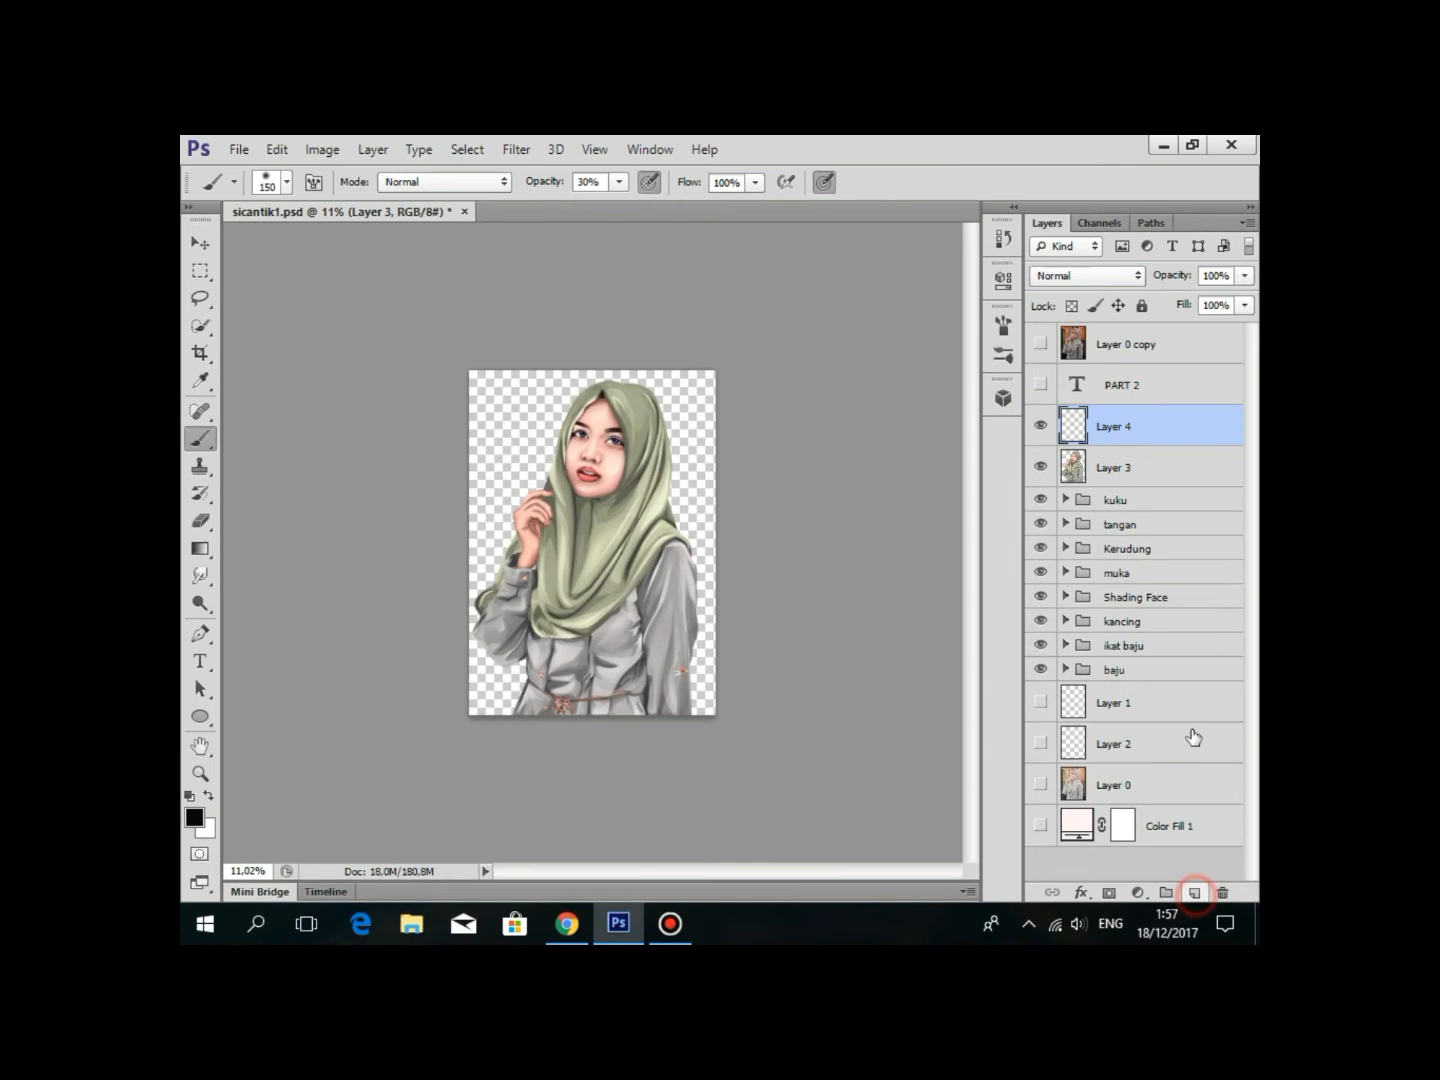 Ps File Edit Image Layer Type Select Filter 3D View Window Help
150 Mode: Normal Opacity: 30% Flow: 100%
sicantik1.psd @ 11% (Layer 3, RGB/8#) *
Layers Channels Paths
Kind T
Normal Opacity: 100%
Lock: Fill: 100%
Layer 0 copy
T PART 2
Layer 4
Layer 3
kuku
tangan
Kerudung
muka
Shading Face
kancing
ikat baju
baju
Layer 1
Layer 2
Layer 0
Color Fill 1
T
11,02% Doc: 18,0M/180,8M
Mini Bridge Timeline
fx
Ps ENG 1:57
18/12/2017